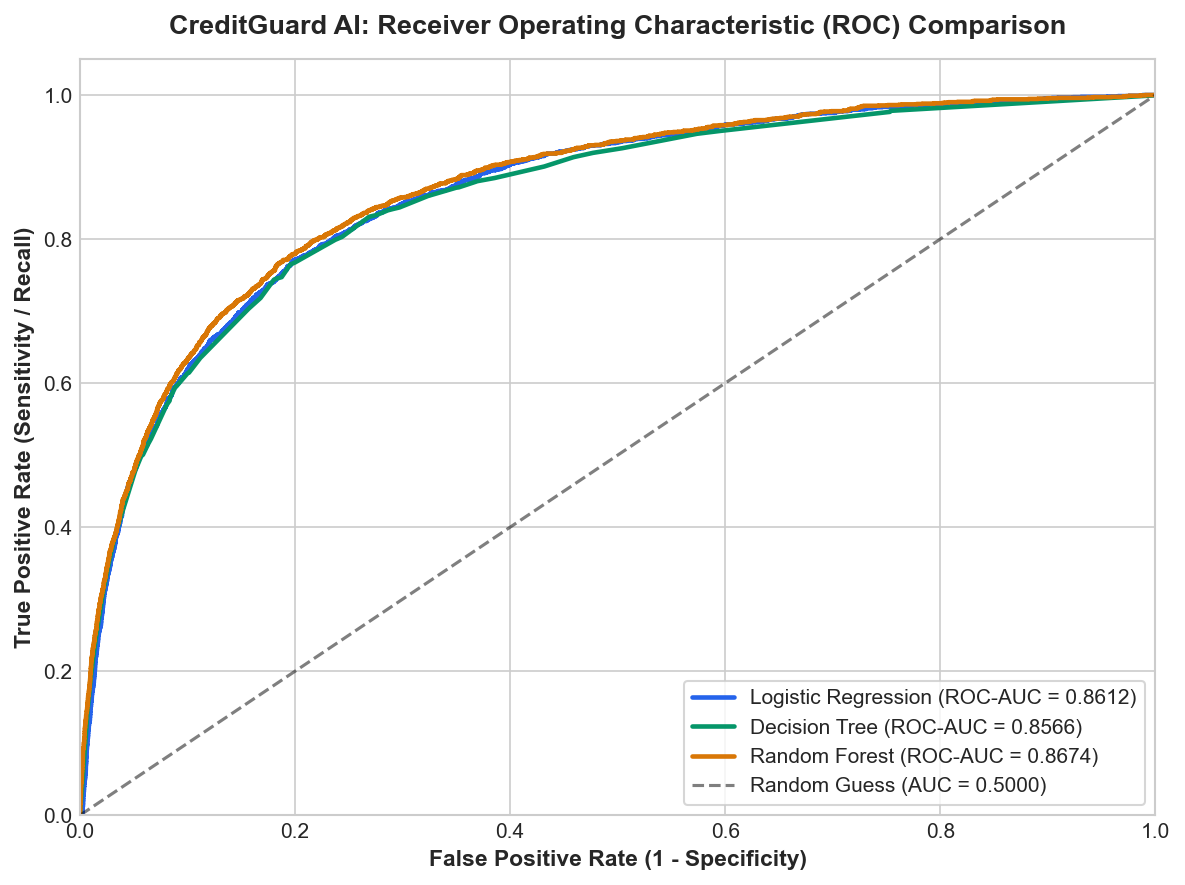 CreditGuard AI: Receiver Operating Characteristic (ROC) Comparison
True Positive Rate (Sensitivity / Recall)
1.0
0.8
0.6
0.4
0.2
0.0
Logistic Regression (ROC-AUC = 0.8612)
Decision Tree (ROC-AUC = 0.8566)
Random Forest (ROC-AUC = 0.8674)
Random Guess (AUC = 0.5000)
0.0 0.2 0.4 0.6 0.8 1.0
False Positive Rate (1 - Specificity)